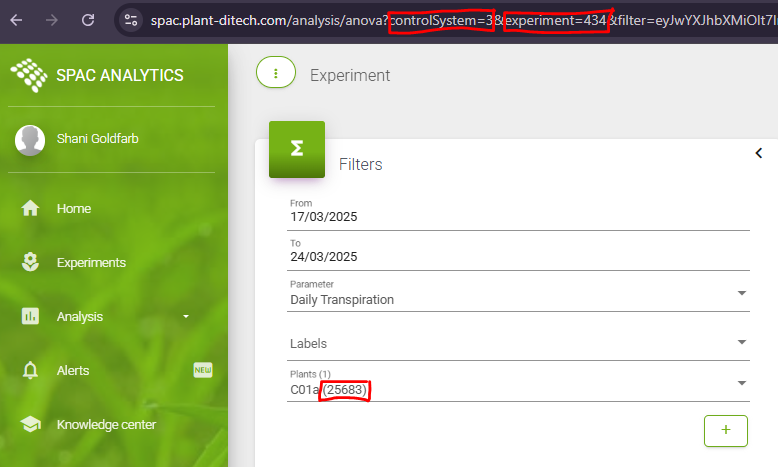 spac.plant-ditech.com/analysis/anova?controlSystem=3&experiment=434&filter=eyJwYXJhbXMiOlt7I
SPAC ANALYTICS
Experiment
Shani Goldfarb
Σ
Filters
Home
Experiments
Analysis
Alerts
NEW
Knowledge center
From
17/03/2025
To
24/03/2025
Parameter
Daily Transpiration
Labels
Plants (1)
C01a (25683)
+